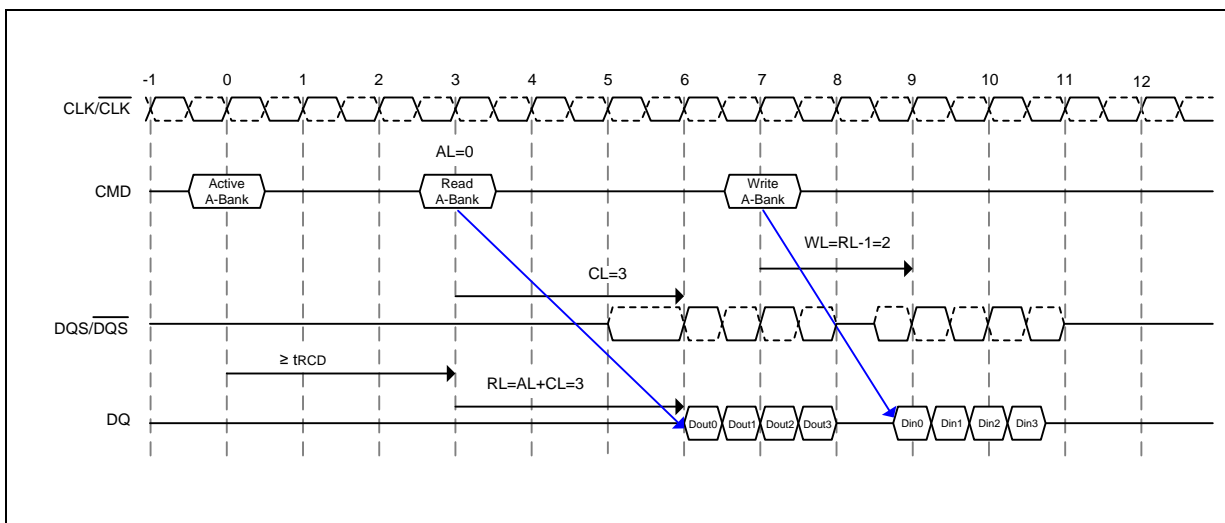 -1 0 1 2 3 4 5 6 7 8 9 10 11 12
CLK/CLK
AL=0
CMD
Active
A-Bank
Read
A-Bank
Write
A-Bank
WL=RL-1=2
CL=3
DQS/DQS
≥ tRCD
RL=AL+CL=3
DQ
Dout0 Dout1 Dout2 Dout3 Din0 Din1 Din2 Din3